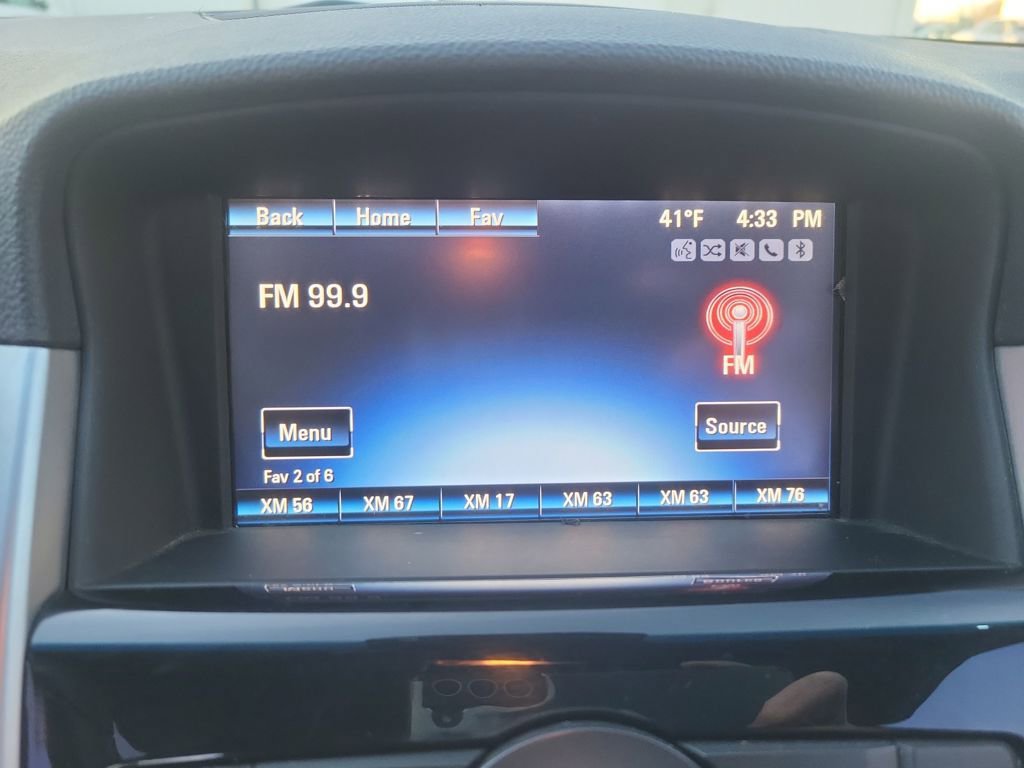 Back Home Fav 41°F 4:33 PM
FM 99.9
FM
Menu Source
Fav 2 of 6
XM 56 XM 67 XM 17 XM 63 XM 63 XM 76